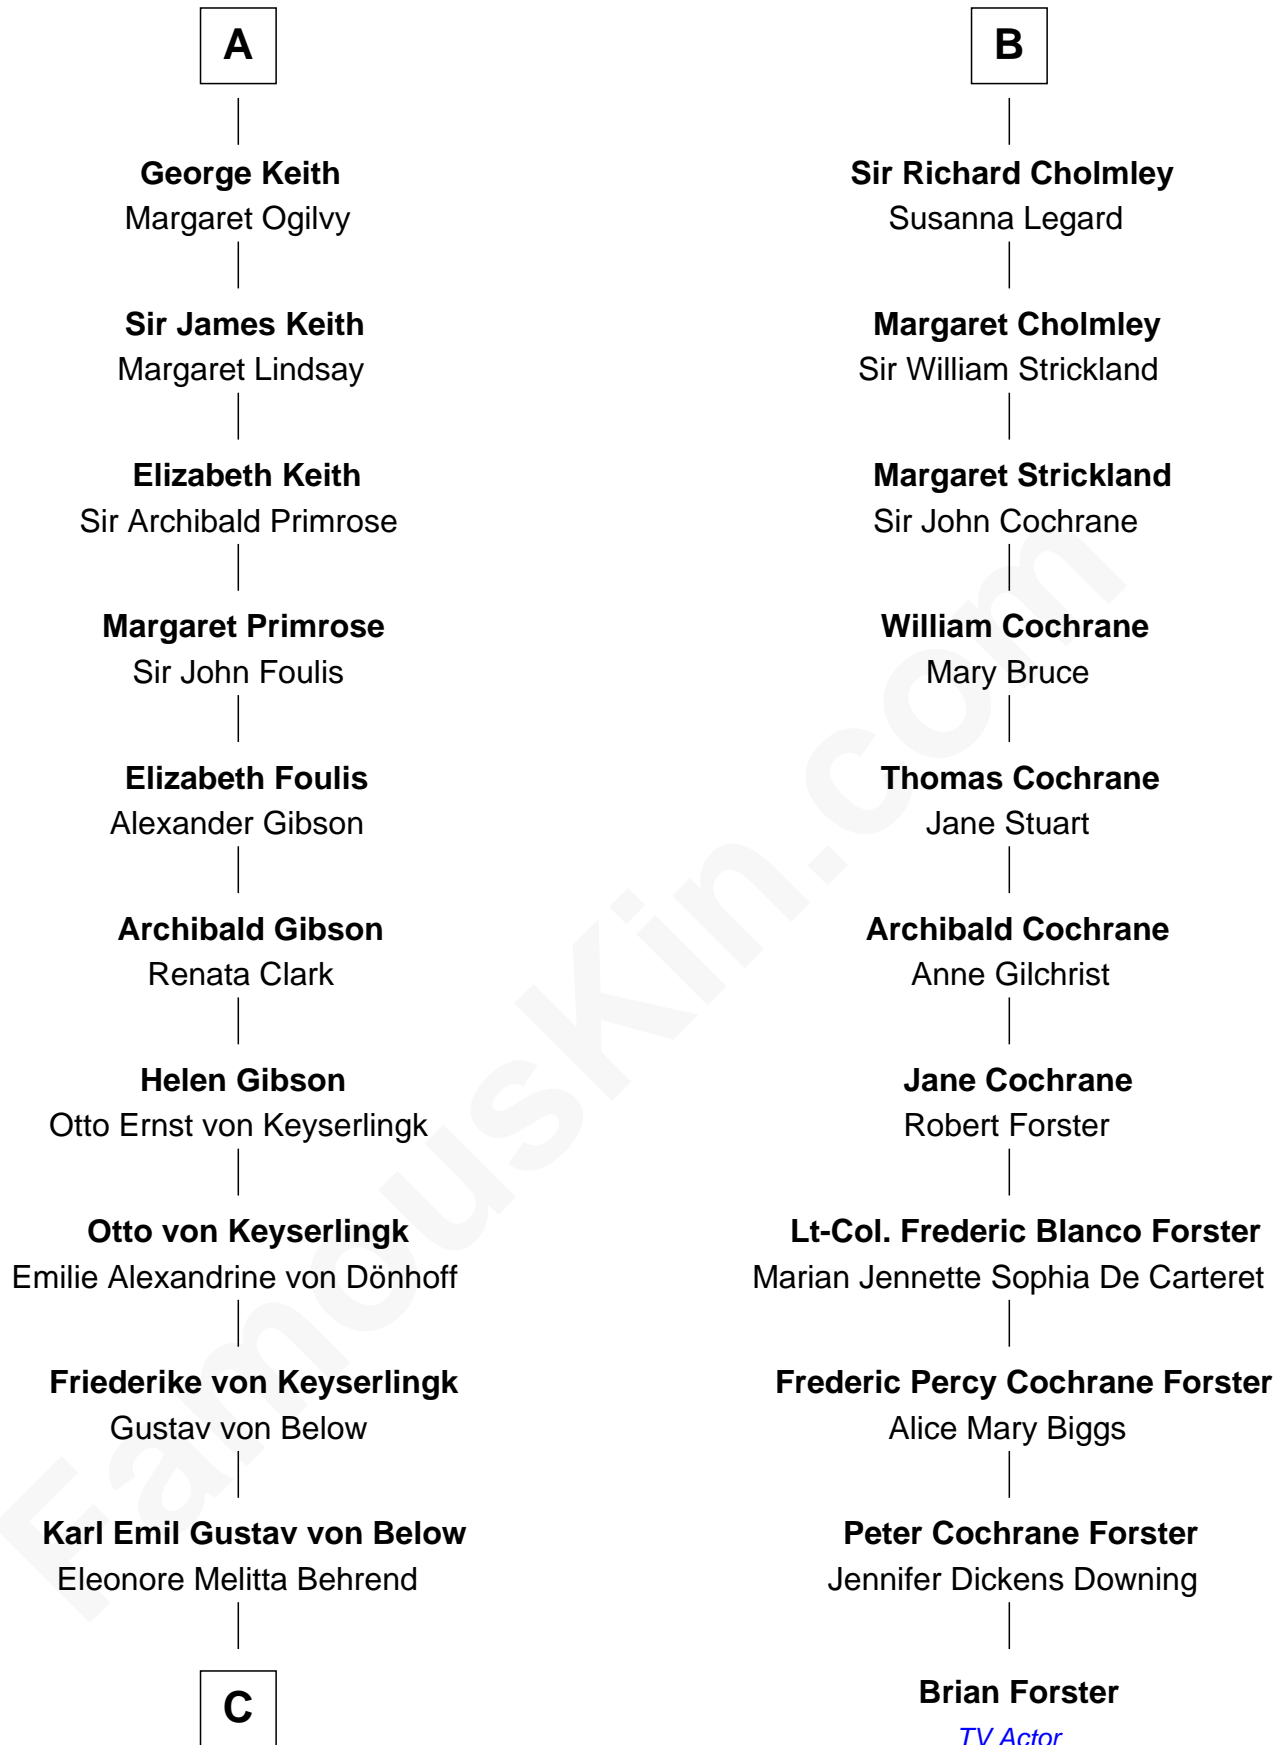 A
George Keith
Margaret Ogilvy
Sir James Keith
Margaret Lindsay
Elizabeth Keith
Sir Archibald Primrose
Margaret Primrose
Sir John Foulis
Elizabeth Foulis
Alexander Gibson
Archibald Gibson
Renata Clark
Helen Gibson
Otto Ernst von Keyserlingk
Otto von Keyserlingk
Emilie Alexandrine von Dönhoff
Friederike von Keyserlingk
Gustav von Below
Karl Emil Gustav von Below
Eleonore Melitta Behrend
C
B
Sir Richard Cholmley
Susanna Legard
Margaret Cholmley
Sir William Strickland
Margaret Strickland
Sir John Cochrane
William Cochrane
Mary Bruce
Thomas Cochrane
Jane Stuart
Archibald Cochrane
Anne Gilchrist
Jane Cochrane
Robert Forster
Lt-Col. Frederic Blanco Forster
Marian Jennette Sophia De Carteret
Frederic Percy Cochrane Forster
Alice Mary Biggs
Peter Cochrane Forster
Jennifer Dickens Downing
Brian Forster
TV Actor
FamousKin.com